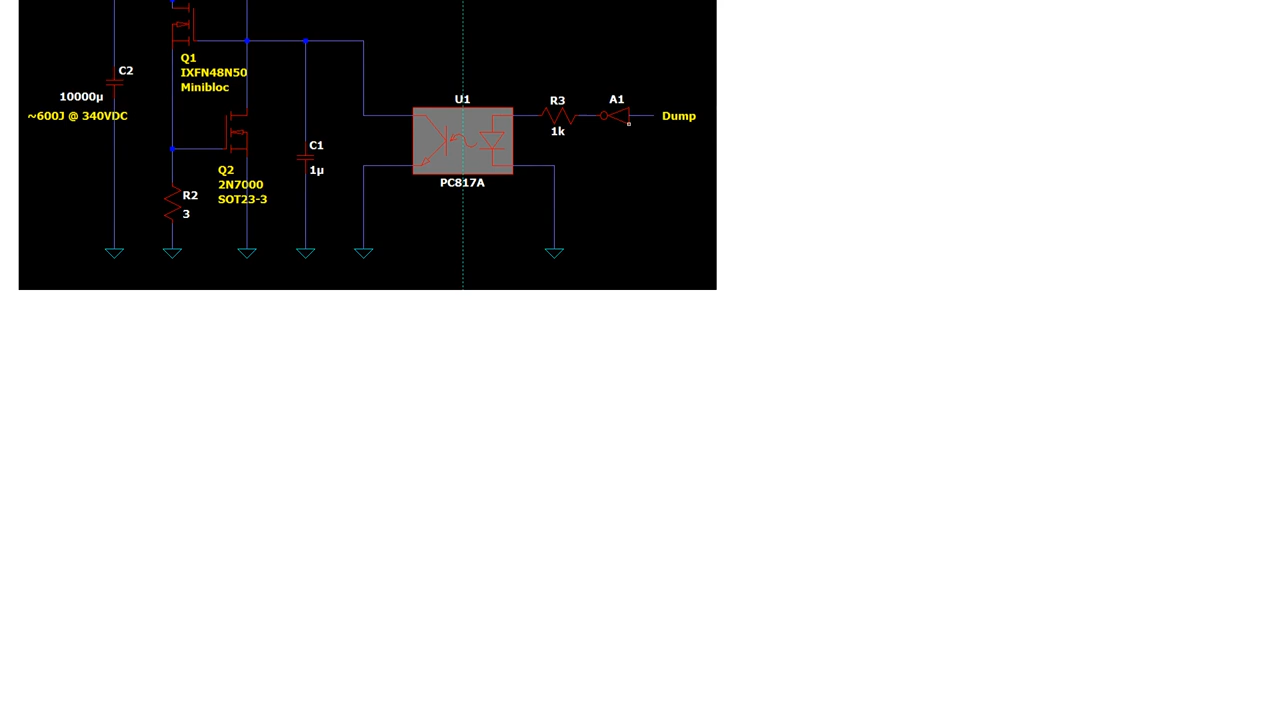 Q1
IXFN48N50
Minibloc
C2
10000µ
~600J @ 340VDC
U1
R3
A1
Dump
1k
C1
1µ
Q2
2N7000
SOT23-3
PC817A
R2
3